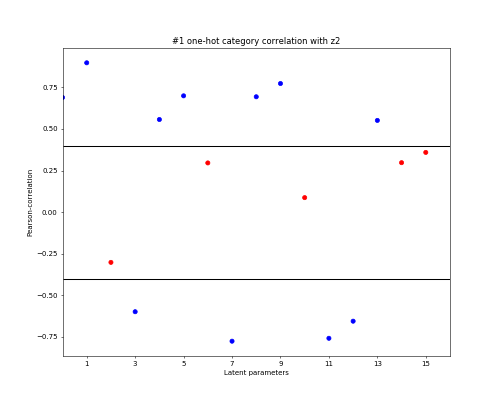 #1 one-hot category correlation with z2
Pearson-correlation
0.75
0.50
0.25
0.00
−0.25
−0.50
−0.75
1 3 5 7 9 11 13 15
Latent parameters